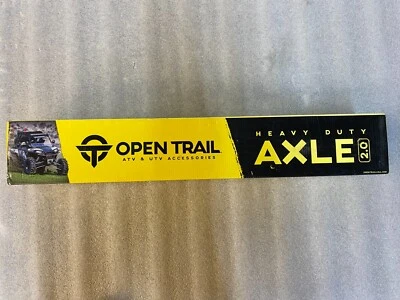 OPEN TRAIL
ATV & UTV ACCESSORIES
HEAVY DUTY
AXLE 2.0